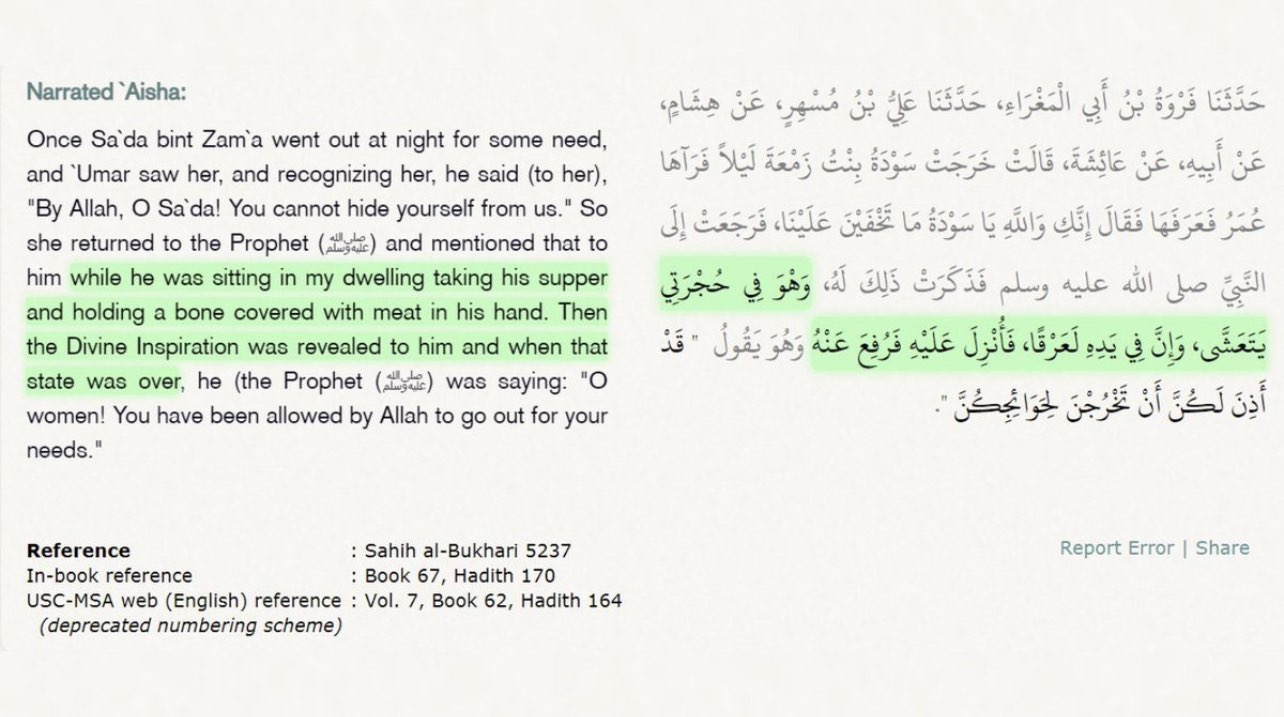 Narrated `Aisha:
Once Sa`da bint Zam`a went out at night for some need,
and `Umar saw her, and recognizing her, he said (to her),
"By Allah, O Sa`da! You cannot hide yourself from us." So
she returned to the Prophet (ﷺ) and mentioned that to
him while he was sitting in my dwelling taking his supper
and holding a bone covered with meat in his hand. Then
the Divine Inspiration was revealed to him and when that
state was over, he (the Prophet (ﷺ) was saying: "O
women! You have been allowed by Allah to go out for your
needs."
حَدَّثَنَا فَرْوَةُ بْنُ أَبِي الْمَغْرَاءِ، حَدَّثَنَا عَلِيُّ بْنُ مُسْهِرٍ، عَنْ هِشَامٍ،
عَنْ أَبِيهِ، عَنْ عَائِشَةَ، قَالَتْ خَرَجَتْ سَوْدَةُ بِنْتُ زَمْعَةَ لَيْلاً فَرَآهَا
عُمَرُ فَعَرَفَهَا فَقَالَ إِنَّكِ وَاللَّهِ يَا سَوْدَةُ مَا تَخْفَيْنَ عَلَيْنَا، فَرَجَعَتْ إِلَى
النَّبِيِّ صلى الله عليه وسلم فَذَكَرَتْ ذَلِكَ لَهُ، وَهْوَ فِي حُجْرَتِي
يَتَعَشَّى، وَإِنَّ فِي يَدِهِ لَعَرْقًا، فَأُنْزِلَ عَلَيْهِ فَرُفِعَ عَنْهُ وَهُوَ يَقُولُ " قَدْ
أَذِنَ لَكُنَّ أَنْ تَخْرُجْنَ لِحَوَائِجِكُنَّ ".
Reference : Sahih al-Bukhari 5237
In-book reference : Book 67, Hadith 170
USC-MSA web (English) reference : Vol. 7, Book 62, Hadith 164
(deprecated numbering scheme)
Report Error | Share